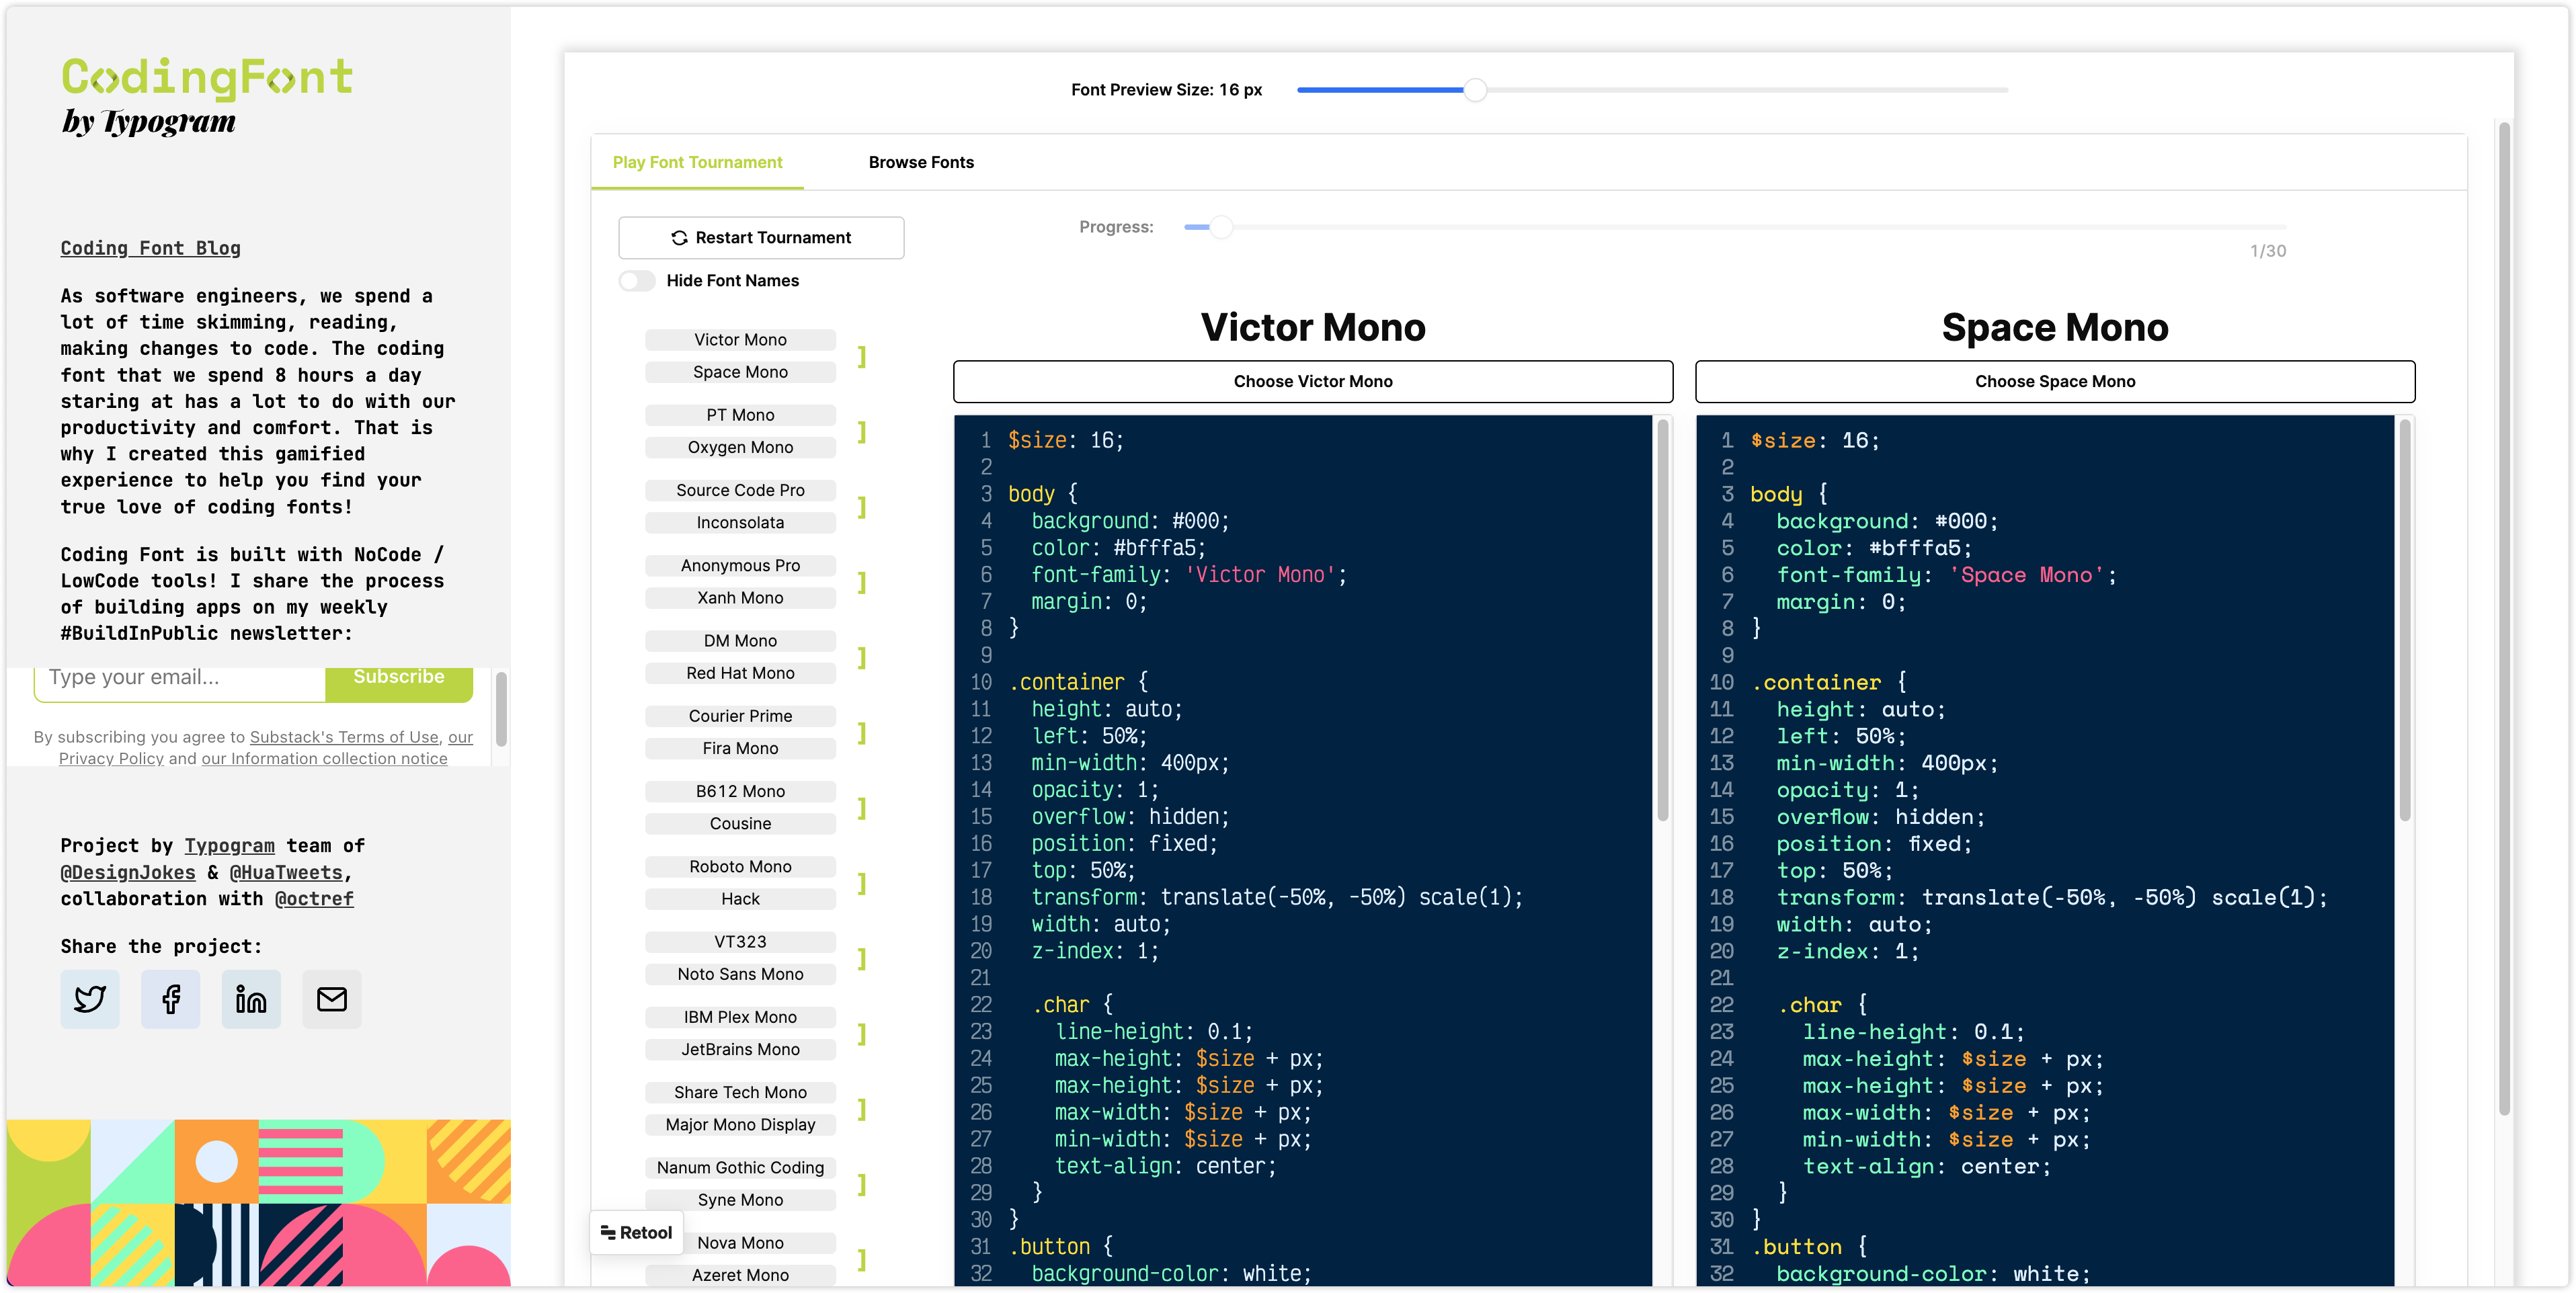 CodingFont
by Typogram
Coding Font Blog
As software engineers, we spend a
lot of time skimming, reading,
making changes to code. The coding
font that we spend 8 hours a day
staring at has a lot to do with our
productivity and comfort. That is
why I created this gamified
experience to help you find your
true love of coding fonts!
Coding Font is built with NoCode /
LowCode tools! I share the process
of building apps on my weekly
#BuildInPublic newsletter:
Type your email...
Subscribe
By subscribing you agree to Substack's Terms of Use, our
Privacy Policy and our Information collection notice
Project by Typogram team of
@DesignJokes & @HuaTweets,
collaboration with @octref
Share the project:
Font Preview Size: 16 px
Play Font Tournament
Browse Fonts
Restart Tournament
Hide Font Names
Progress:
1/30
Victor Mono
Space Mono
PT Mono
Oxygen Mono
Source Code Pro
Inconsolata
Anonymous Pro
Xanh Mono
DM Mono
Red Hat Mono
Courier Prime
Fira Mono
B612 Mono
Cousine
Roboto Mono
Hack
VT323
Noto Sans Mono
IBM Plex Mono
JetBrains Mono
Share Tech Mono
Major Mono Display
Nanum Gothic Coding
Syne Mono
Nova Mono
Azeret Mono
Retool
Victor Mono
Choose Victor Mono
1 $size: 16;
2
3 body {
4   background: #000;
5   color: #bfffa5;
6   font-family: 'Victor Mono';
7   margin: 0;
8 }
9
10 .container {
11   height: auto;
12   left: 50%;
13   min-width: 400px;
14   opacity: 1;
15   overflow: hidden;
16   position: fixed;
17   top: 50%;
18   transform: translate(-50%, -50%) scale(1);
19   width: auto;
20   z-index: 1;
21
22   .char {
23     line-height: 0.1;
24     max-height: $size + px;
25     max-height: $size + px;
26     max-width: $size + px;
27     min-width: $size + px;
28     text-align: center;
29   }
30 }
31 .button {
32   background-color: white;
Space Mono
Choose Space Mono
1 $size: 16;
2
3 body {
4   background: #000;
5   color: #bfffa5;
6   font-family: 'Space Mono';
7   margin: 0;
8 }
9
10 .container {
11   height: auto;
12   left: 50%;
13   min-width: 400px;
14   opacity: 1;
15   overflow: hidden;
16   position: fixed;
17   top: 50%;
18   transform: translate(-50%, -50%) scale(1);
19   width: auto;
20   z-index: 1;
21
22   .char {
23     line-height: 0.1;
24     max-height: $size + px;
25     max-height: $size + px;
26     max-width: $size + px;
27     min-width: $size + px;
28     text-align: center;
29   }
30 }
31 .button {
32   background-color: white;